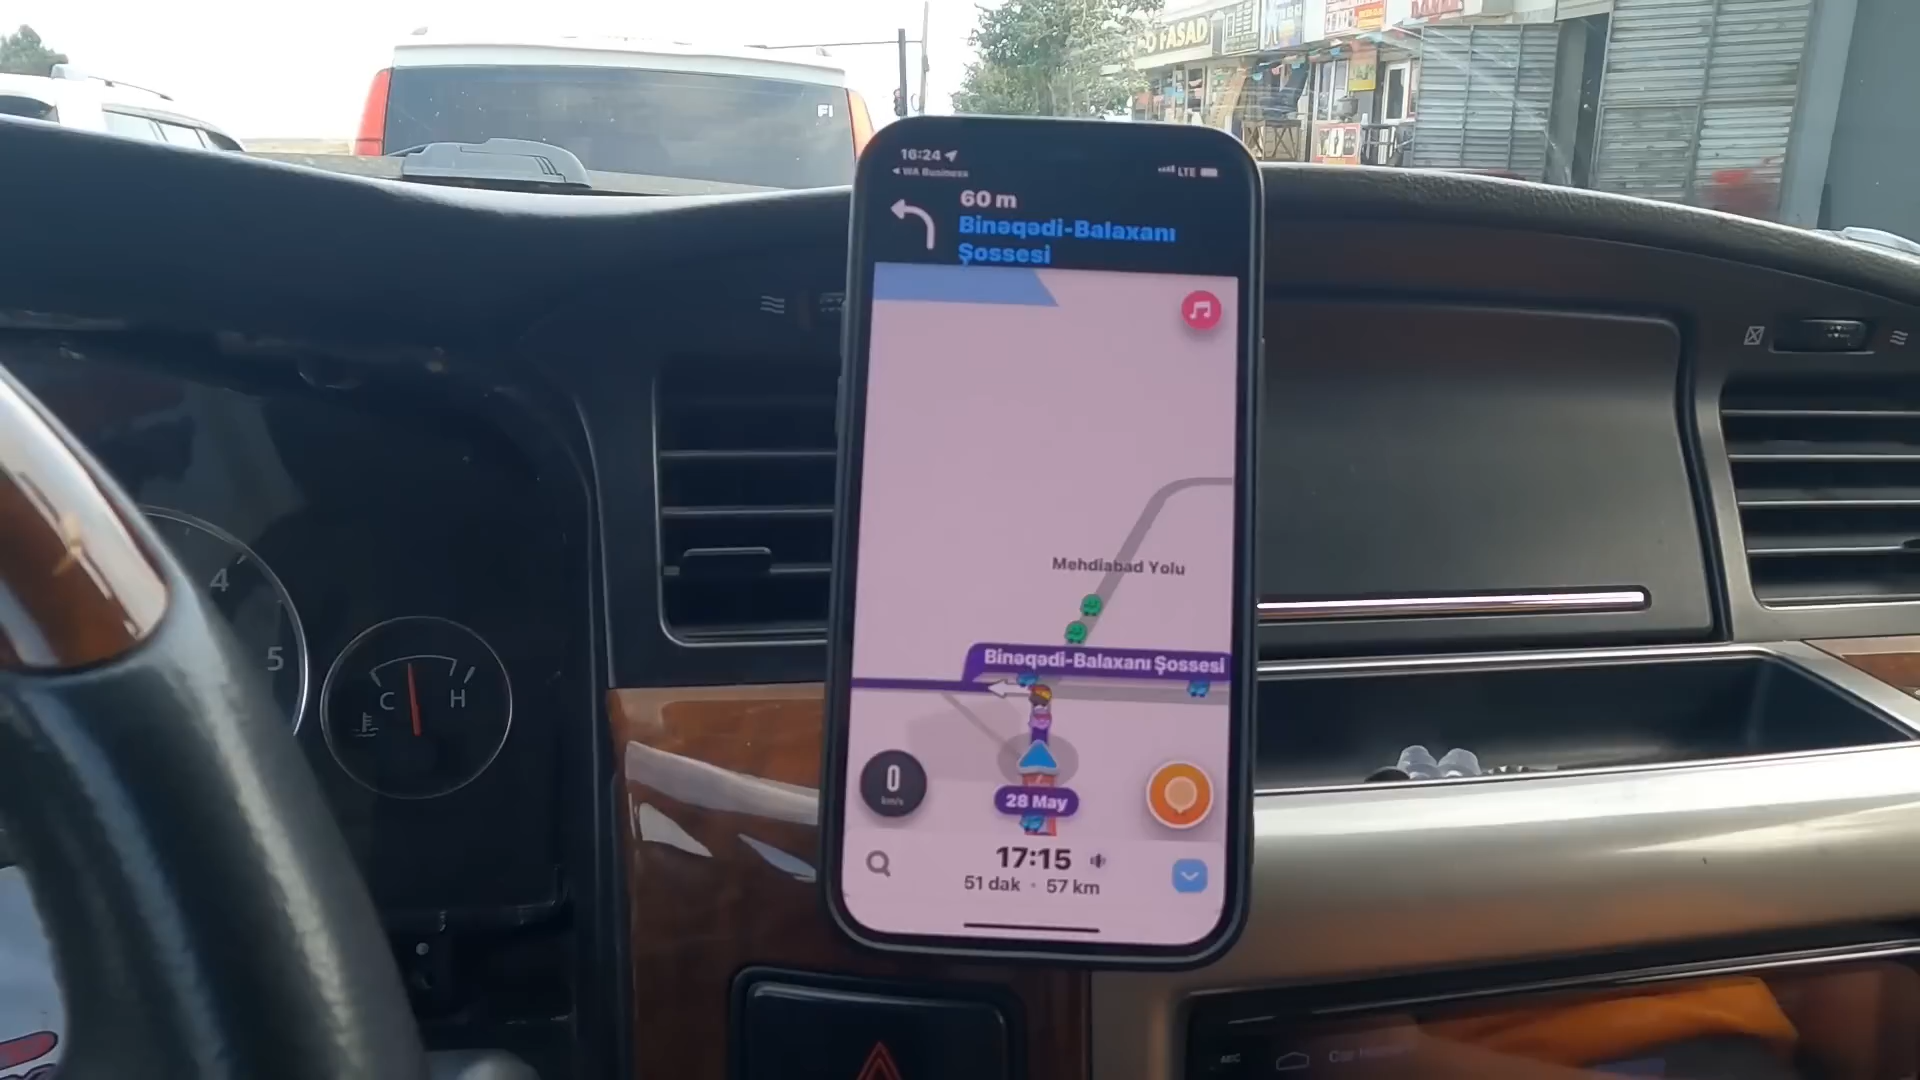 FASAD
FI
16:24
WA Business
LTE
60 m
Binəqədi-Balaxanı
Şossesi
Mehdiabad Yolu
Binəqədi-Balaxanı Şossesi
0
km/s
28 May
17:15
51 dak · 57 km
4
5
C
H